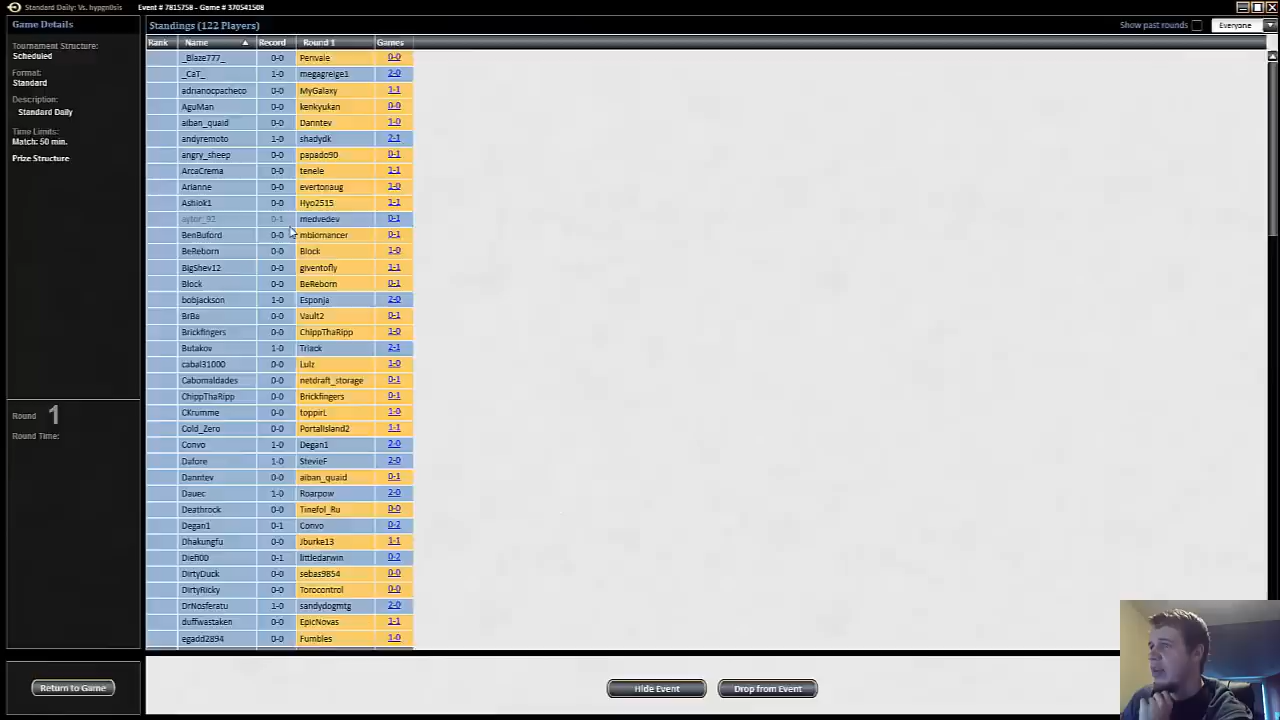 Standard Daily: Vs. hypgn0sis
Event # 7815758 - Game # 370541508
Game Details
Tournament Structure:
Scheduled
Format:
Standard
Description:
Standard Daily
Time Limits:
Match: 50 min.
Prize Structure
Round 1
Round Time:
Return to Game
Standings (122 Players)
Show past rounds
Everyone
Rank Name Record Round 1 Games
_Blaze777_ 0-0 Penvaie 0-0
_CaT_ 1-0 megagreige1 2-0
adrianocpacheco 0-0 MyGalaxy 1-1
AguMan 0-0 kenkyukan 0-0
aiban_quaid 0-0 Danntev 1-0
andyremoto 1-0 shadydk 2-1
angry_sheep 0-0 papado90 0-1
ArcaCrema 0-0 tenele 1-1
Arianne 0-0 evertonaug 1-0
Ashiok1 0-0 Hyo2515 1-1
aytor_92 0-1 medvedev 0-1
BenBuford 0-0 mbiomancer 0-1
BeReborn 0-0 Block 1-0
BigShev12 0-0 giventofly 1-1
Block 0-0 BeReborn 0-1
bobjackson 1-0 Esponja 2-0
BrBa 0-0 Vault2 0-1
Brickfingers 0-0 ChippThaRipp 1-0
Butakov 1-0 Triack 2-1
cabal31000 0-0 Lulz 1-0
Cabomaldades 0-0 netdraft_storage 0-1
ChippThaRipp 0-0 Brickfingers 0-1
CKrumme 0-0 toppirL 1-0
Cold_Zero 0-0 PortalIsland2 1-1
Convo 1-0 Degan1 2-0
Dafore 1-0 StevieF 2-0
Danntev 0-0 aiban_quaid 0-1
Dauec 1-0 Roarpow 2-0
Deathrock 0-0 Tinefol_Ru 0-0
Degan1 0-1 Convo 0-2
Dhakungfu 0-0 Jburke13 1-1
Diefi00 0-1 littledarwin 0-2
DirtyDuck 0-0 sebas9854 0-0
DirtyRicky 0-0 Torocontrol 0-0
DrNosferatu 1-0 sandydogmtg 2-0
duffwastaken 0-0 EpicNovas 1-1
egadd2894 0-0 Fumbles 1-0
Hide Event
Drop from Event